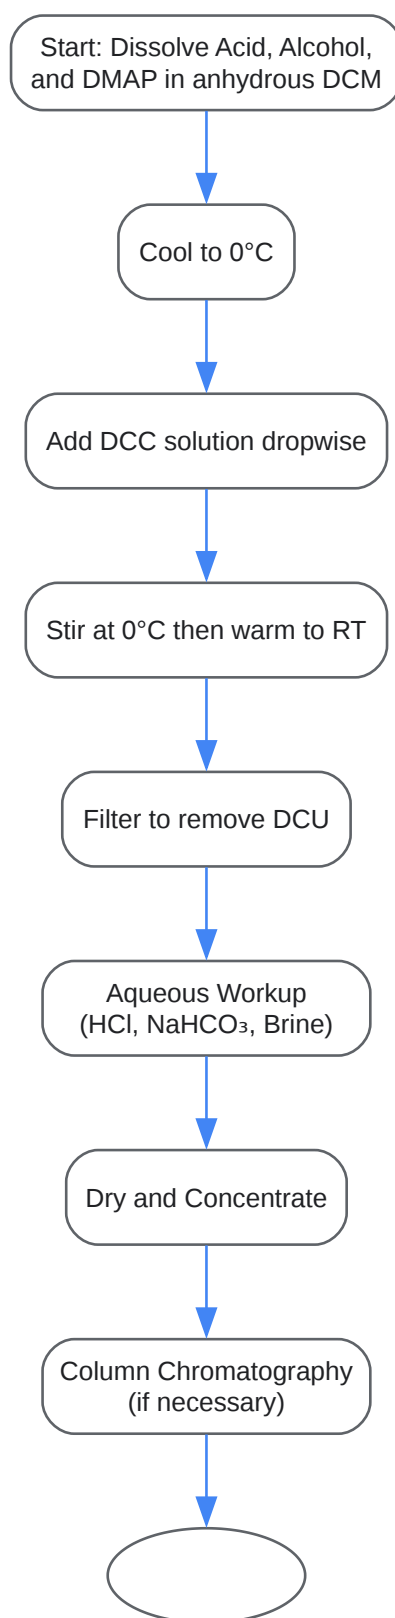 Start: Dissolve Acid, Alcohol,
and DMAP in anhydrous DCM
Cool to 0°C
Add DCC solution dropwise
Stir at 0°C then warm to RT
Filter to remove DCU
Aqueous Workup
(HCl, NaHCO₃, Brine)
Dry and Concentrate
Column Chromatography
(if necessary)